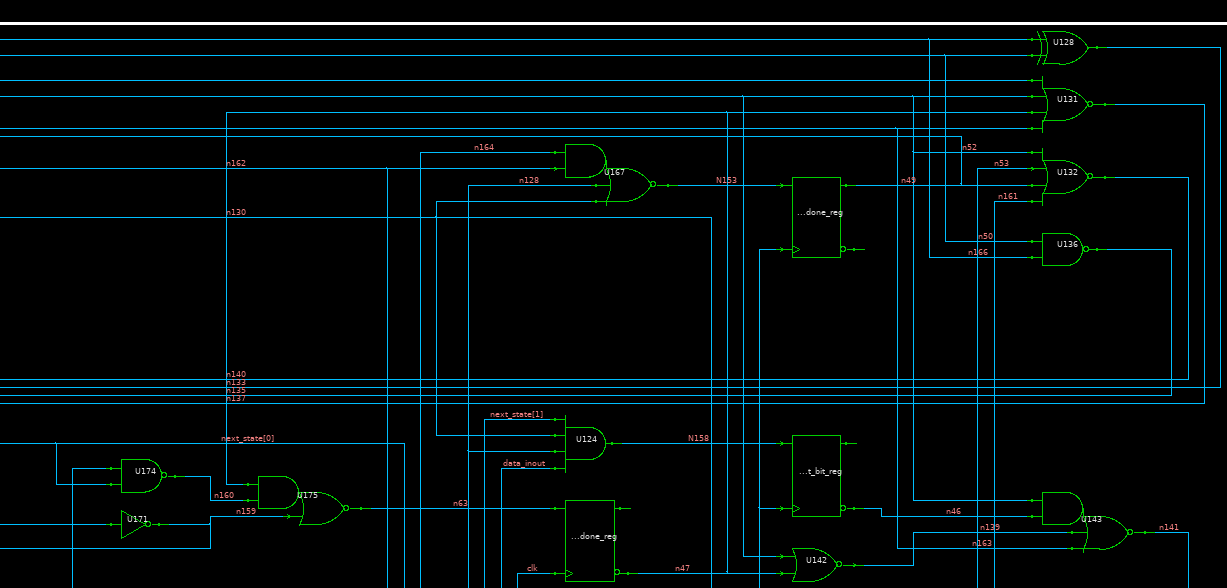 U128
U131
n164
n52
n162
n53
U167
U132
n128
N153
n49
n161
n130
...done_reg
n50
U136
n166
n140
n133
n135
n137
next_state[1]
next_state[0]
U124
N158
data_inout
U174
...t_bit_reg
n160
U175
n63
n159
n46
U171
U143
n139
n141
...done_reg
n163
U142
clk
n47